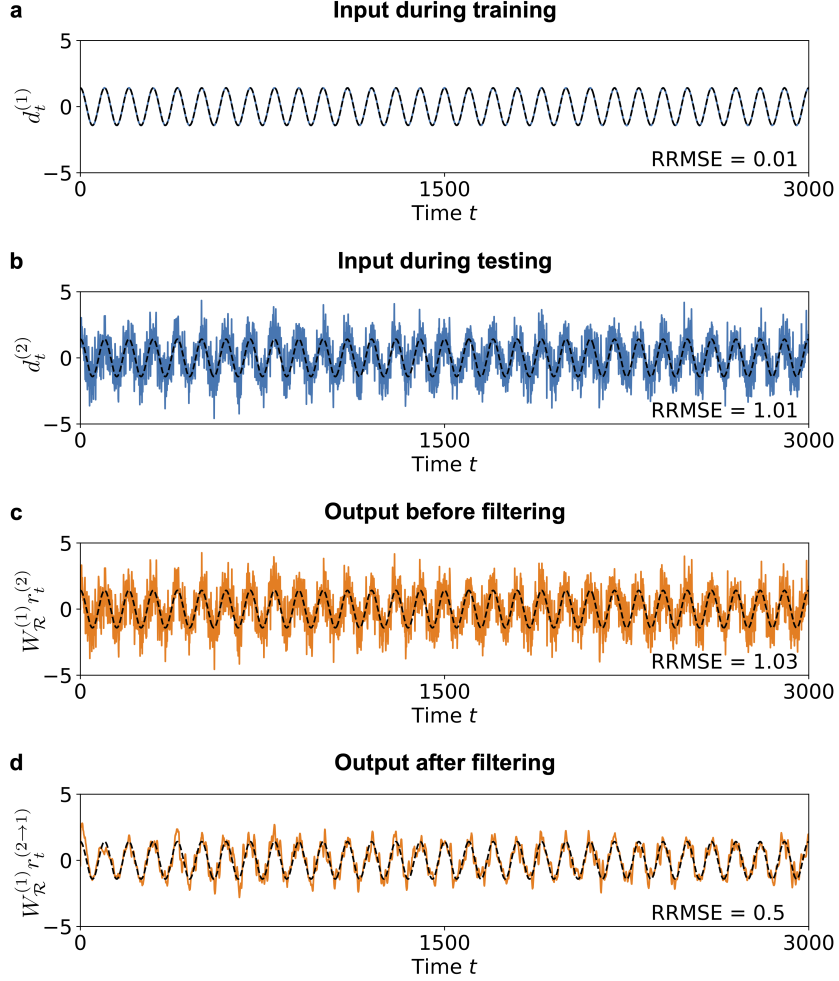 a Input during training
5
0
−5
d_t^{(1)}
RRMSE = 0.01
0 1500 3000
Time t
b Input during testing
5
0
−5
d_t^{(2)}
RRMSE = 1.01
0 1500 3000
Time t
c Output before filtering
5
0
−5
W_ℛ^{(1)} r_t^{(2)}
RRMSE = 1.03
0 1500 3000
Time t
d Output after filtering
5
0
−5
W_ℛ^{(1)} r_t^{(2→1)}
RRMSE = 0.5
0 1500 3000
Time t